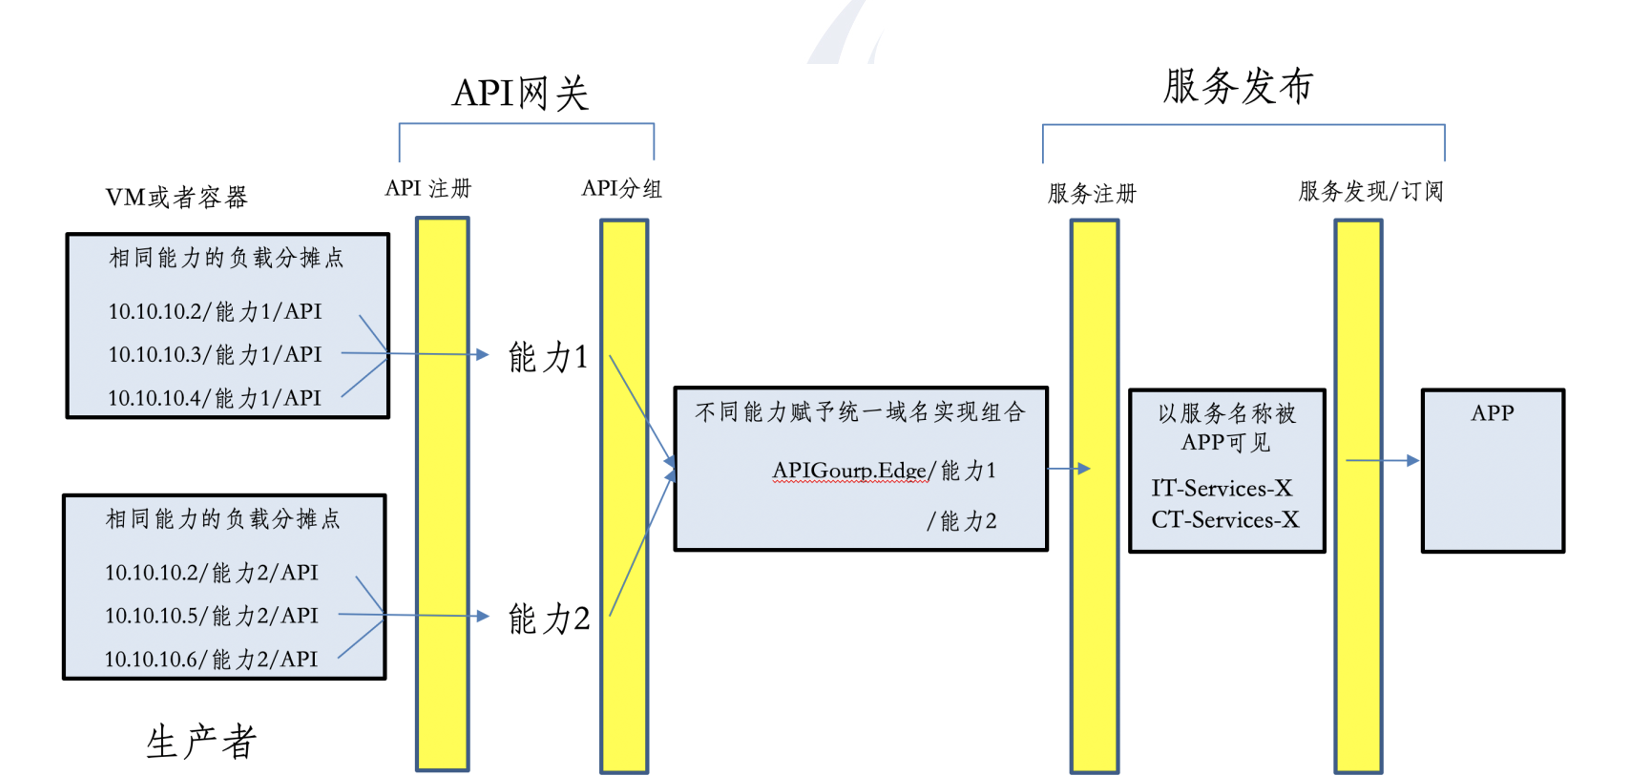 API网关
服务发布
VM或者容器
API 注册
API分组
服务注册
服务发现/订阅
相同能力的负载分摊点
10.10.10.2/能力1/API
10.10.10.3/能力1/API
10.10.10.4/能力1/API
能力1
不同能力赋予统一域名实现组合
APIGourp.Edge/能力1
/能力2
以服务名称被
APP可见
IT-Services-X
CT-Services-X
APP
相同能力的负载分摊点
10.10.10.2/能力2/API
10.10.10.5/能力2/API
10.10.10.6/能力2/API
能力2
生产者